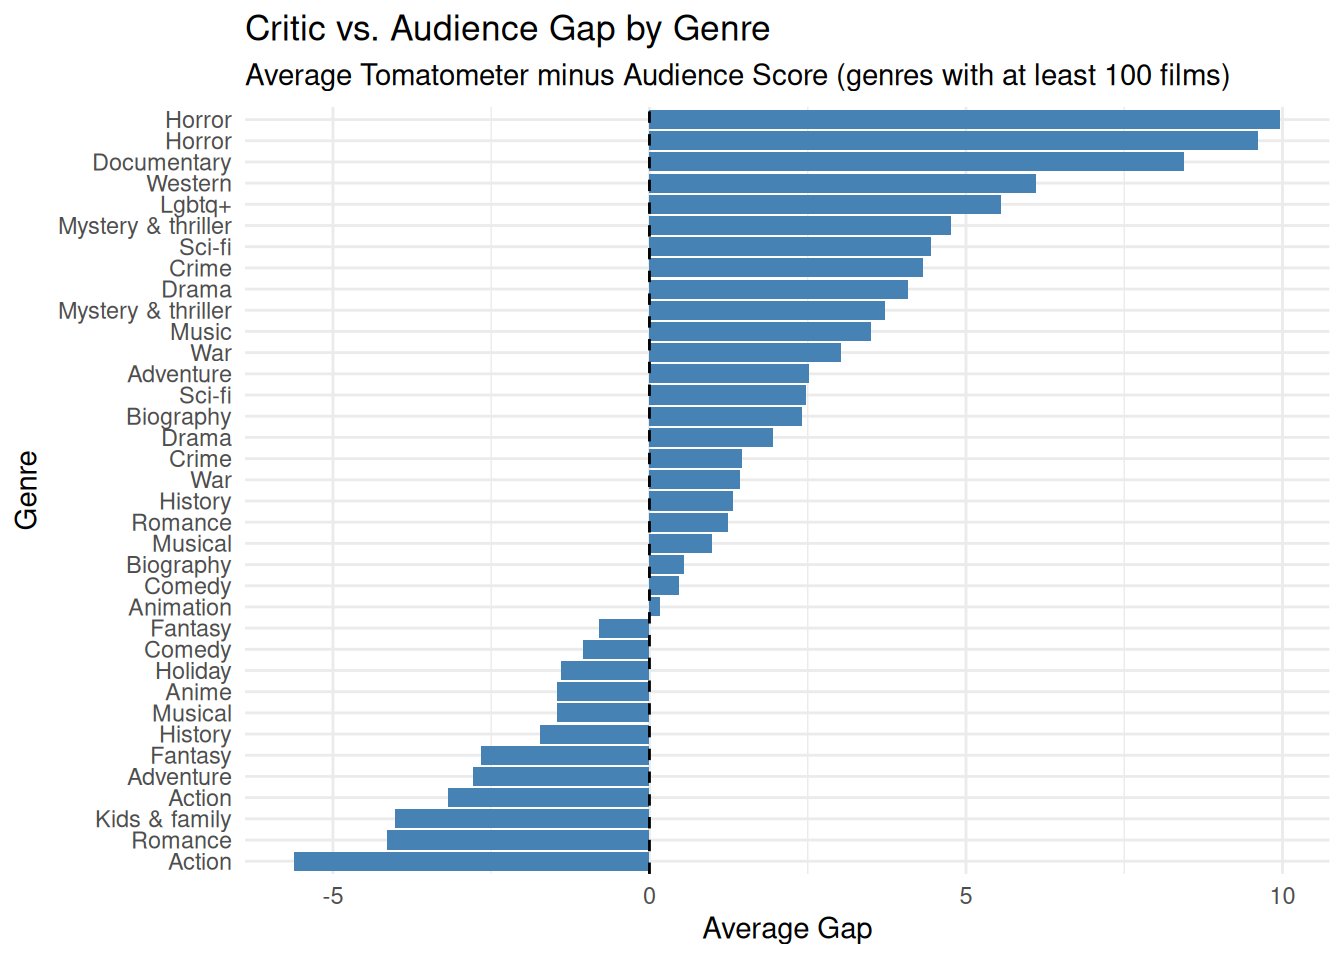 Critic vs. Audience Gap by Genre
Average Tomatometer minus Audience Score (genres with at least 100 films)
Horror
Horror
Documentary
Western
Lgbtq+
Mystery & thriller
Sci-fi
Crime
Drama
Mystery & thriller
Music
War
Adventure
Sci-fi
Biography
Drama
Crime
War
History
Romance
Musical
Biography
Comedy
Animation
Fantasy
Comedy
Holiday
Anime
Musical
History
Fantasy
Adventure
Action
Kids & family
Romance
Action
Genre
-5 0 5 10
Average Gap